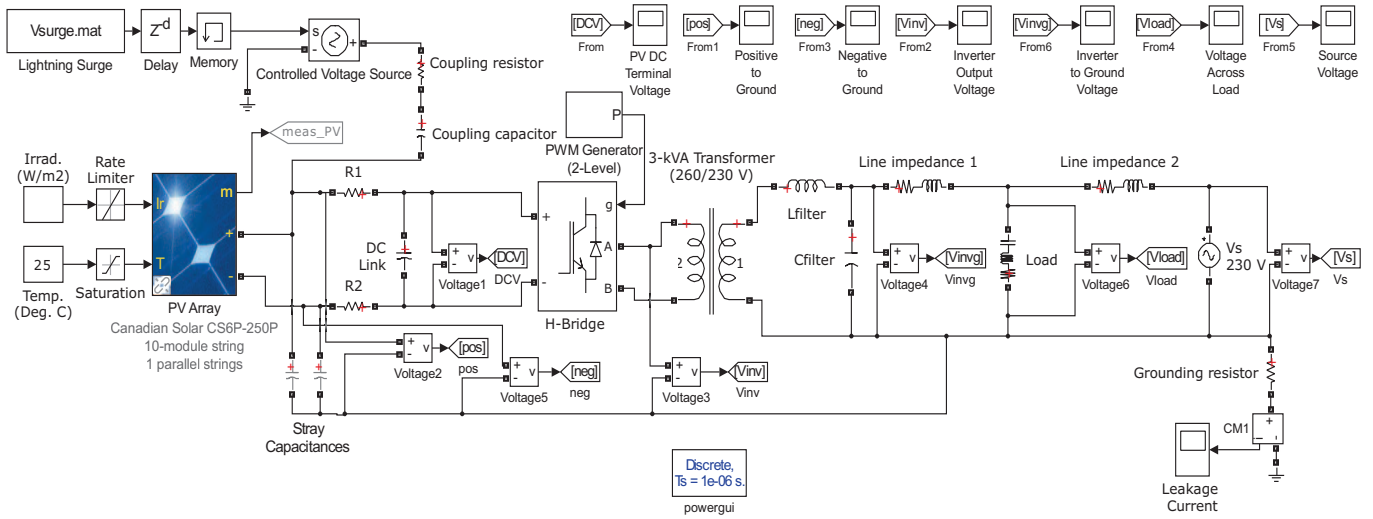 Vsurge.mat
Lightning Surge
Z-d
Delay
Memory
s
-
+
Controlled Voltage Source
Coupling resistor
Coupling capacitor
[DCV]
From
PV DC
Terminal
Voltage
[pos]
From1
Positive
to
Ground
[neg]
From3
Negative
to
Ground
[Vinv]
From2
Inverter
Output
Voltage
[Vinvg]
From6
Inverter
to Ground
Voltage
[Vload]
From4
Voltage
Across
Load
[Vs]
From5
Source
Voltage
meas_PV
Irrad.
(W/m2)
Rate
Limiter
25
Temp.
(Deg. C)
Saturation
Ir
T
m
+
-
PV Array
Canadian Solar CS6P-250P
10-module string
1 parallel strings
R1
R2
DC
Link
+
-
v
Voltage1
[DCV]
DCV
P
PWM Generator
(2-Level)
g
+
-
A
B
H-Bridge
3-kVA Transformer
(260/230 V)
2
1
Lfilter
Cfilter
Line impedance 1
Line impedance 2
+
-
v
Voltage4
[Vinvg]
Vinvg
Load
+
-
v
Voltage6
[Vload]
Vload
Vs
230 V
+
-
v
Voltage7
[Vs]
Vs
+
-
v
Voltage2
[pos]
pos
+
-
v
Voltage5
[neg]
neg
+
-
v
Voltage3
[Vinv]
Vinv
Stray
Capacitances
Grounding resistor
CM1
+
-
Leakage
Current
Discrete,
Ts = 1e-06 s.
powergui